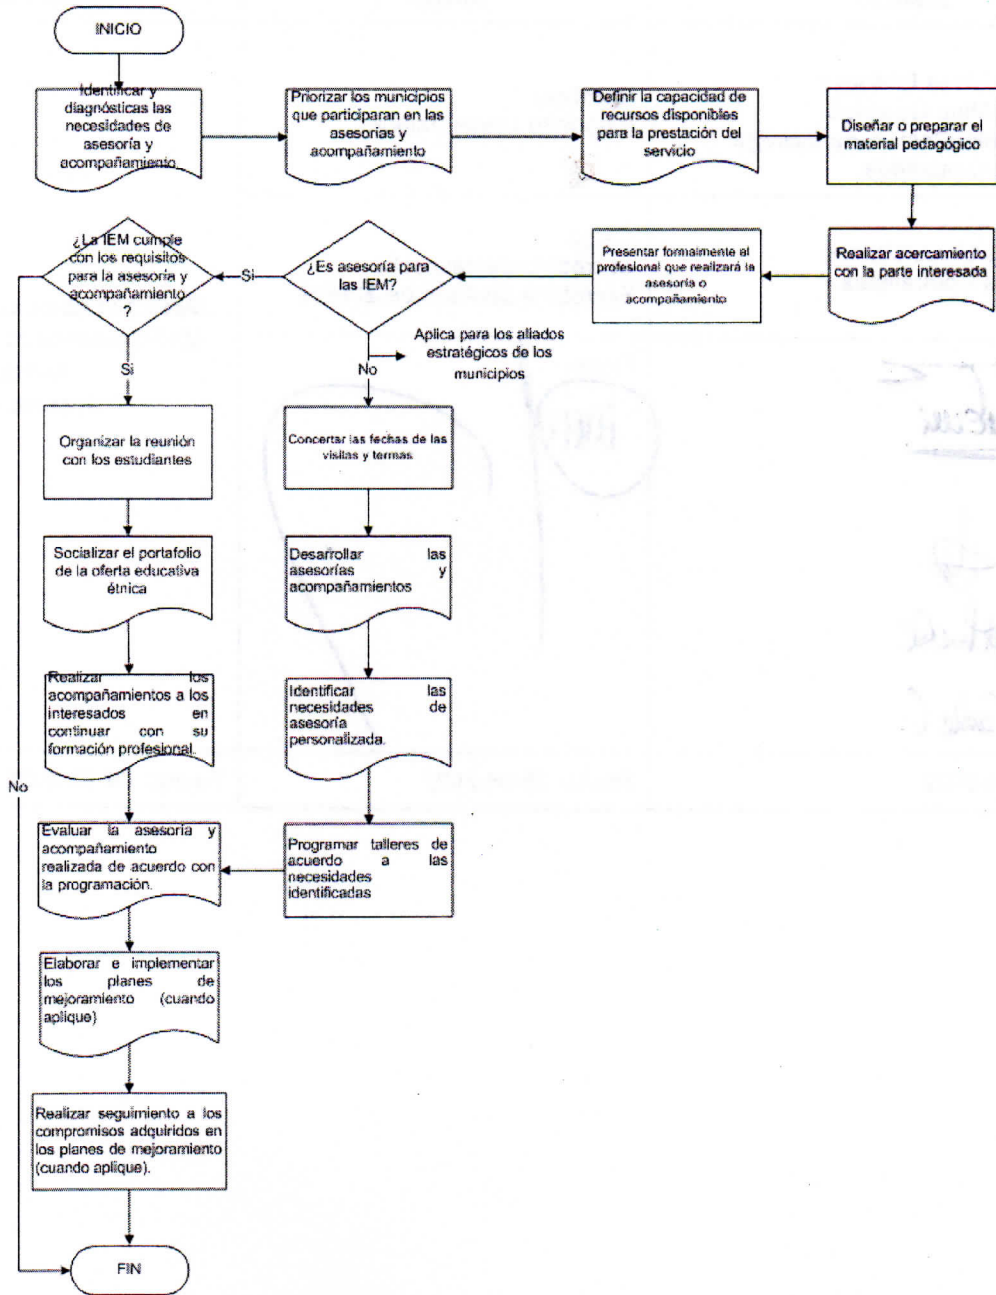 INICIO
Identificar y
diagnósticas las
necesidades de
asesoría y
acompañamiento.
Priorizar los municipios
que participaran en las
asesorías y
acompañamiento
Definir la capacidad de
recursos disponibles
para la prestación del
servicio
Diseñar o preparar el
material pedagógico
Realizar acercamiento
con la parte interesada
Presentar formalmente al
profesional que realizará la
asesoría o
acompañamiento
¿Es asesoría para
las IEM?
Si
¿La IEM cumple
con los requisitos
para la asesoría y
acompañamiento
?
Aplica para los aliados
estratégicos de los
municipios
No
Si
Organizar la reunión
con los estudiantes
Concertar las fechas de las
visitas y temas
Socializar el portafolio
de la oferta educativa
étnica
Desarrollar las
asesorías y
acompañamientos
Realizar los
acompañamientos a los
interesados en
continuar con su
formación profesional.
Identificar las
necesidades de
asesoría
personalizada.
No
Evaluar la asesoría y
acompañamiento
realizada de acuerdo con
la programación.
Programar talleres de
acuerdo a las
necesidades
identificadas
Elaborar e implementar
los planes de
mejoramiento (cuando
aplique)
Realizar seguimiento a los
compromisos adquiridos en
los planes de mejoramiento
(cuando aplique).
FIN